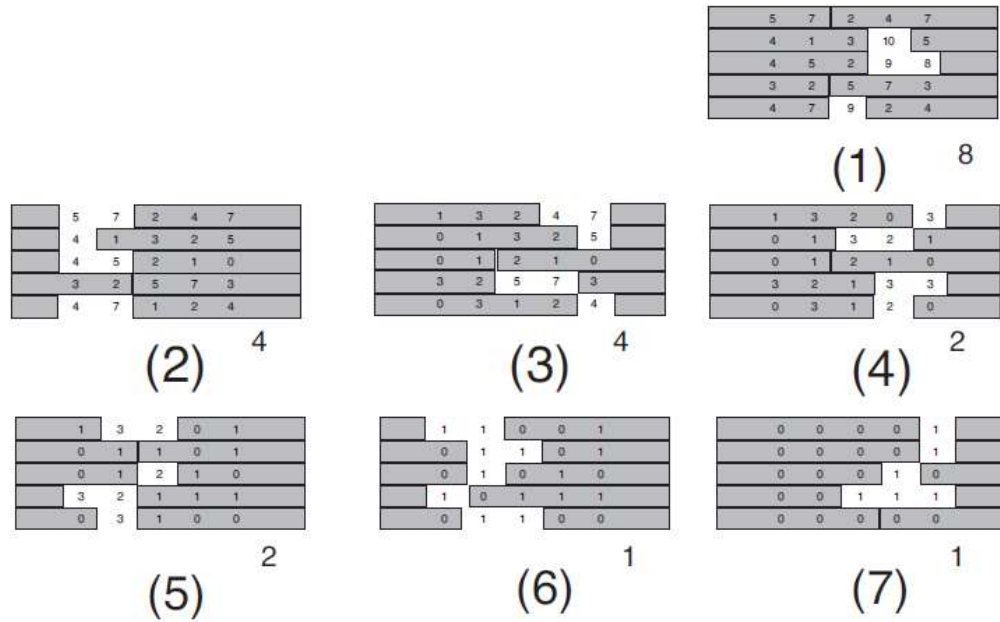 5 7 2 4 7
4 1 3 10 5
4 5 2 9 8
3 2 5 7 3
4 7 9 2 4
(1) 8
5 7 2 4 7
4 1 3 2 5
4 5 2 1 0
3 2 5 7 3
4 7 1 2 4
(2) 4
1 3 2 4 7
0 1 3 2 5
0 1 2 1 0
3 2 5 7 3
0 3 1 2 4
(3) 4
1 3 2 0 3
0 1 3 2 1
0 1 2 1 0
3 2 1 3 3
0 3 1 2 0
(4) 2
1 3 2 0 1
0 1 1 0 1
0 1 2 1 0
3 2 1 1 1
0 3 1 0 0
(5) 2
1 1 0 0 1
0 1 1 0 1
0 1 0 1 0
1 0 1 1 1
0 1 1 0 0
(6) 1
0 0 0 0 1
0 0 0 0 1
0 0 0 1 0
0 0 1 1 1
0 0 0 0 0
(7) 1